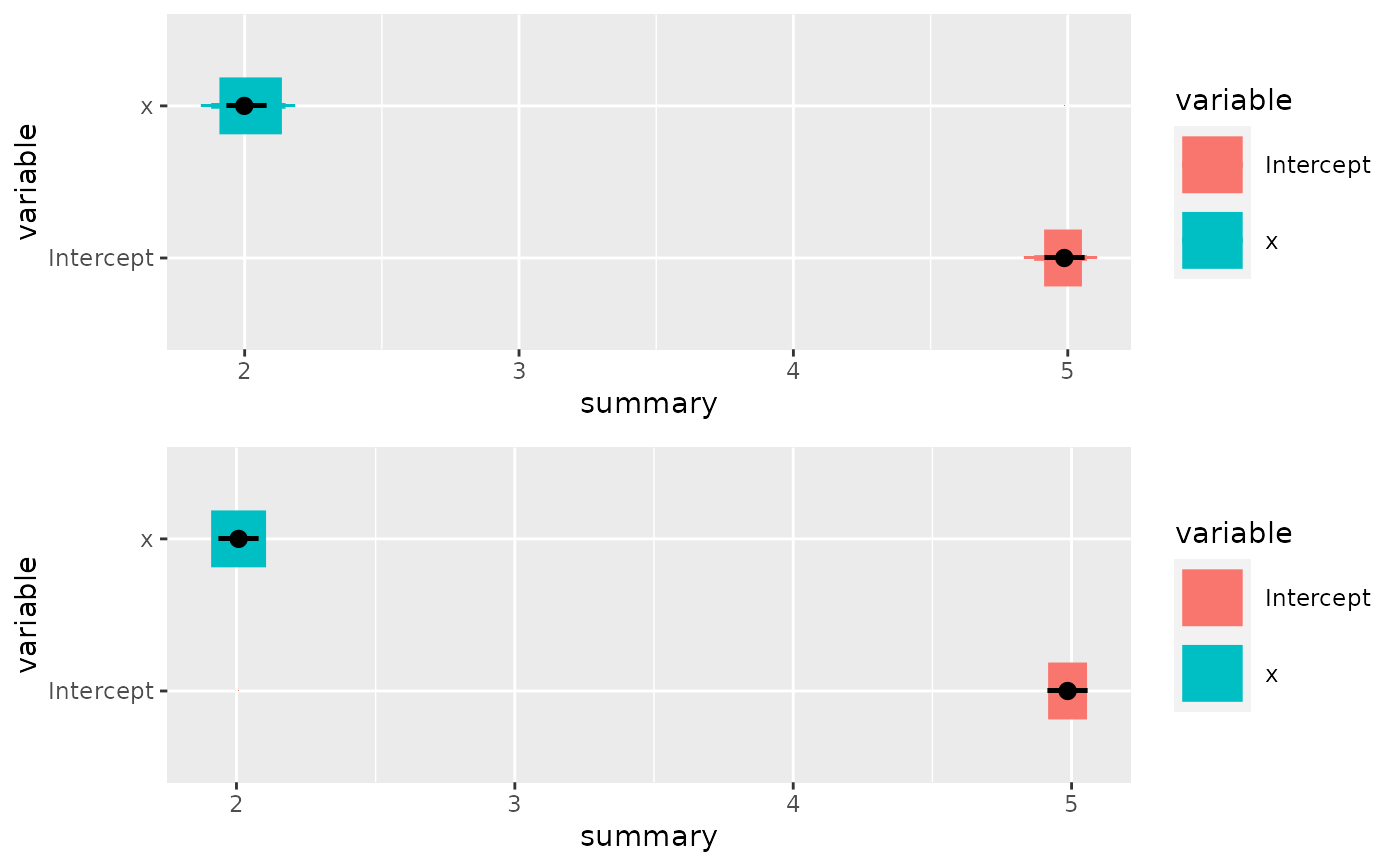 variable
x
Intercept
2 3 4 5
summary
variable
Intercept
x
variable
x
Intercept
2 3 4 5
summary
variable
Intercept
x